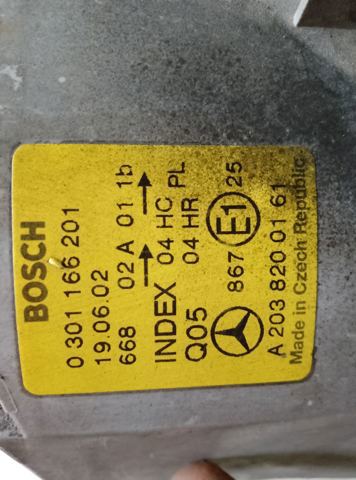 BOSCH
0 301 166 201
19.06.02
668 02A 01 1b
INDEX 04 HC PL
Q05 04 HR
867 E1 25
A 203 820 01 61
Made in Czech Republic